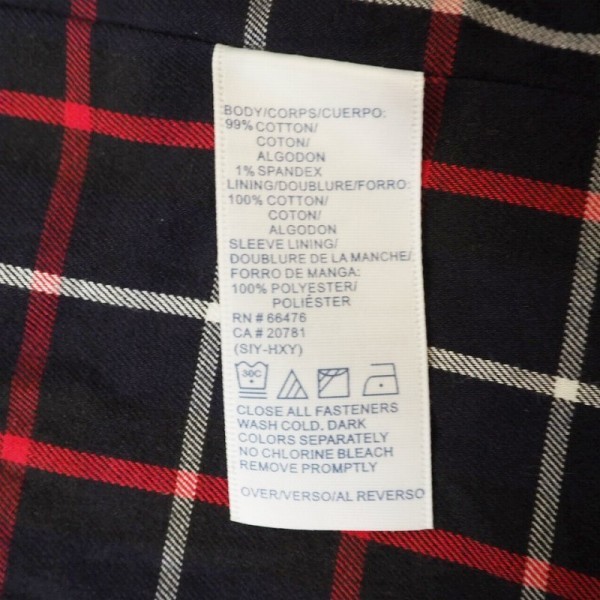 BODY/CORPS/CUERPO:
99% COTTON/
COTON/
ALGODON
1% SPANDEX
LINING/DOUBLURE/FORRO:
100% COTTON/
COTON/
ALGODON
SLEEVE LINING/
DOUBLURE DE LA MANCHE/
FORRO DE MANGA:
100% POLYESTER/
POLIÉSTER
RN # 66476
CA # 20781
(SIY-HXY)
30C
CLOSE ALL FASTENERS
WASH COLD, DARK
COLORS SEPARATELY
NO CHLORINE BLEACH
REMOVE PROMPTLY
OVER/VERSO/AL REVERSO